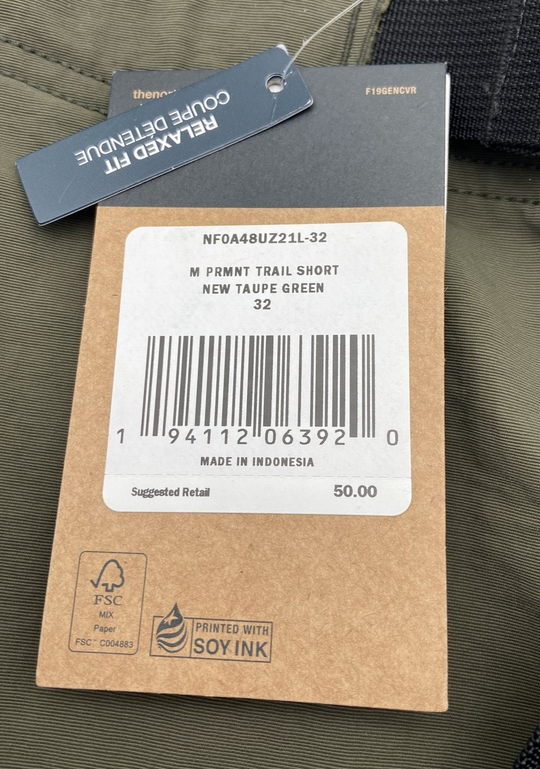 thenor
F19GENCVR
RELAXED FIT
COUPE DÉTENDUE
NF0A48UZ21L-32
M PRMNT TRAIL SHORT
NEW TAUPE GREEN
32
1 94112 06392 0
MADE IN INDONESIA
Suggested Retail 50.00
FSC
MIX
Paper
FSC™ C004883
PRINTED WITH
SOY INK